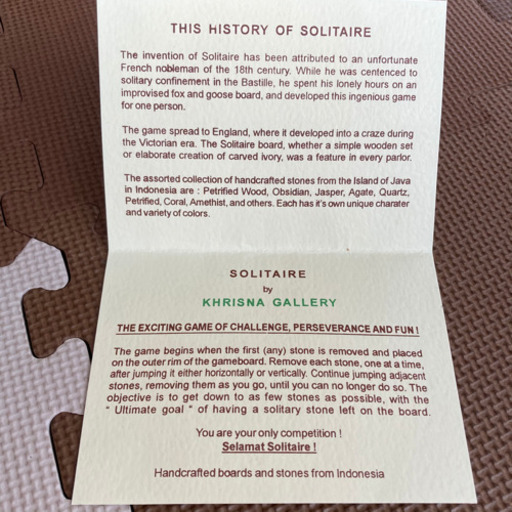 THIS HISTORY OF SOLITAIRE
The invention of Solitaire has been attributed to an unfortunate
French nobleman of the 18th century. While he was centenced to
solitary confinement in the Bastille, he spent his lonely hours on an
improvised fox and goose board, and developed this ingenious game
for one person.
The game spread to England, where it developed into a craze during
the Victorian era. The Solitaire board, whether a simple wooden set
or elaborate creation of carved ivory, was a feature in every parlor.
The assorted collection of handcrafted stones from the Island of Java
in Indonesia are : Petrified Wood, Obsidian, Jasper, Agate, Quartz,
Petrified, Coral, Amethist, and others. Each has it's own unique charater
and variety of colors.
SOLITAIRE
by
KHRISNA GALLERY
THE EXCITING GAME OF CHALLENGE, PERSEVERANCE AND FUN !
The game begins when the first (any) stone is removed and placed
on the outer rim of the gameboard. Remove each stone, one at a time,
after jumping it either horizontally or vertically. Continue jumping adjacent
stones, removing them as you go, until you can no longer do so. The
objective is to get down to as few stones as possible, with the
" Ultimate goal " of having a solitary stone left on the board.
You are your only competition !
Selamat Solitaire !
Handcrafted boards and stones from Indonesia